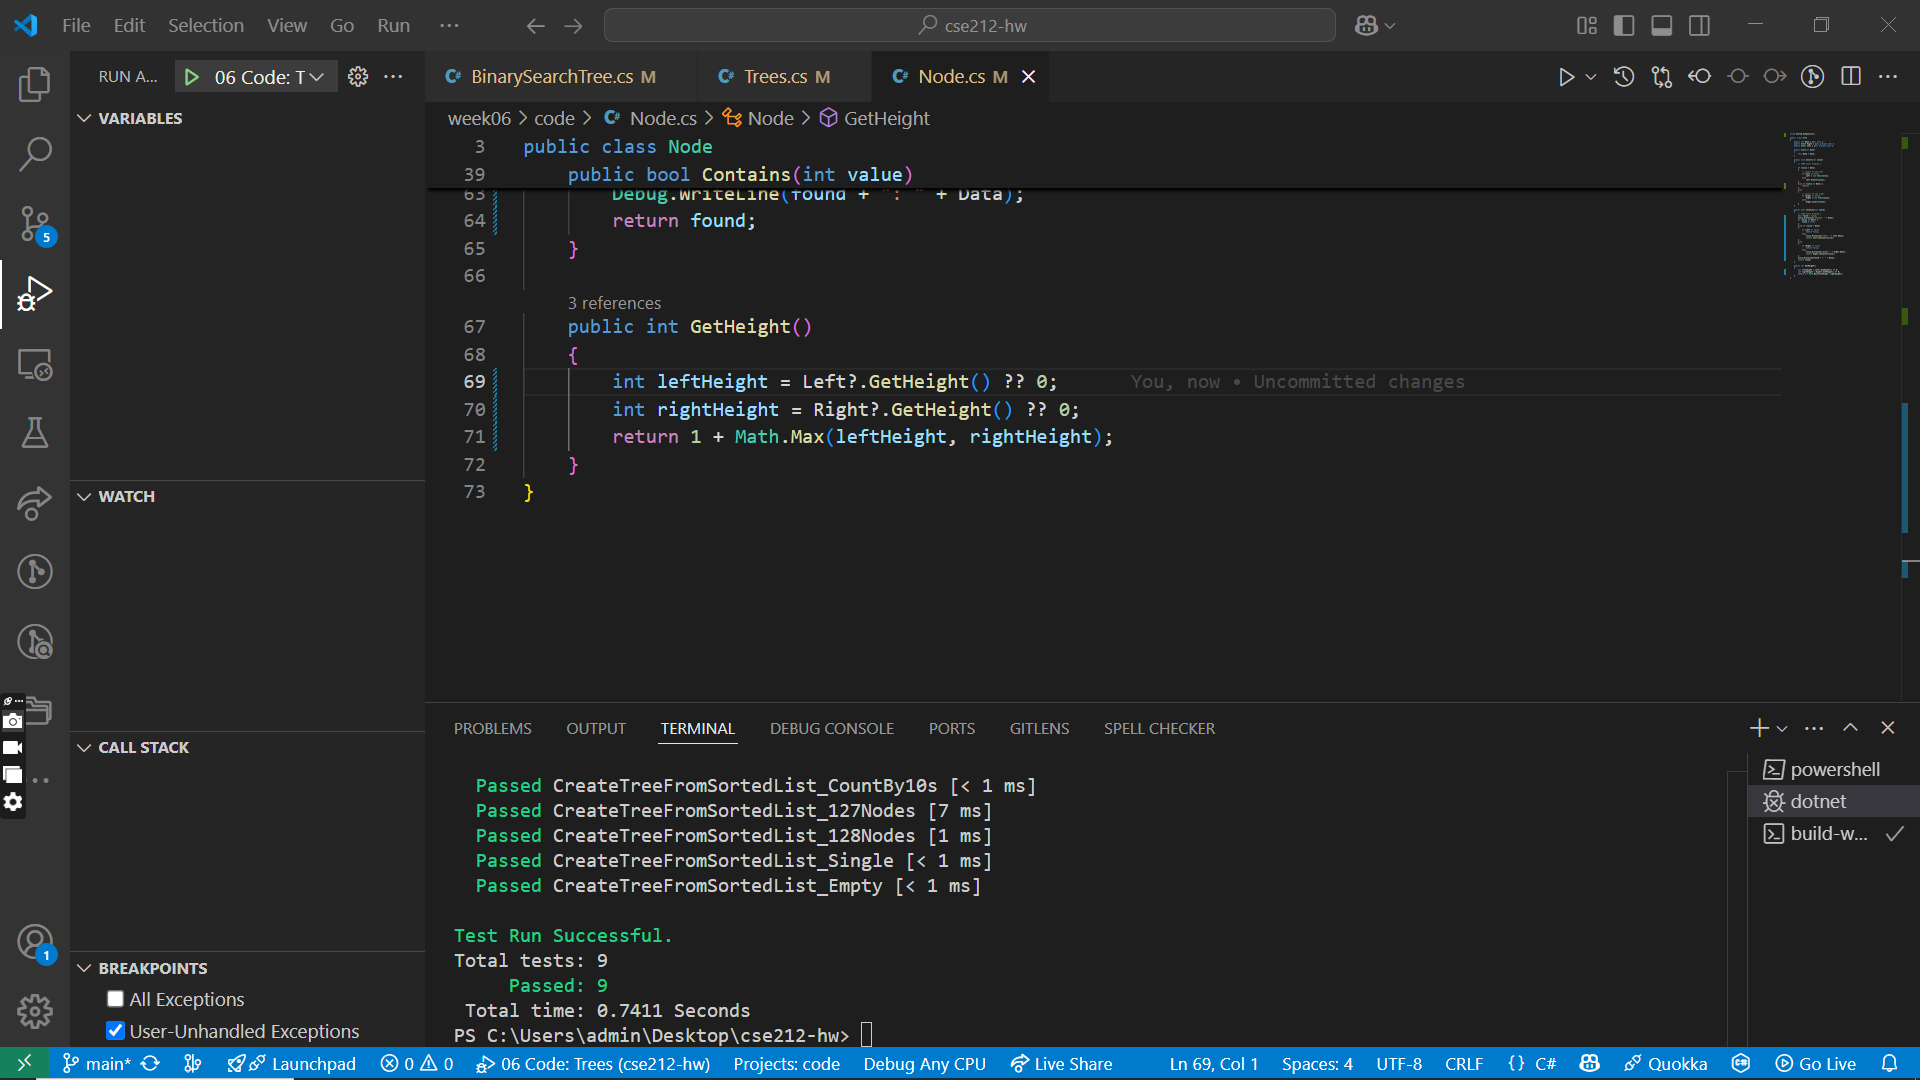 File Edit Selection View Go Run ···
cse212-hw
RUN A... 06 Code: T
BinarySearchTree.cs M
Trees.cs M
Node.cs M
week06 > code > Node.cs > Node > GetHeight
VARIABLES
WATCH
CALL STACK
BREAKPOINTS
All Exceptions
User-Unhandled Exceptions
5
1
3 public class Node
39 public bool Contains(int value)
63 Debug.WriteLine(found + ": " + Data);
64 return found;
65 }
66
3 references
67 public int GetHeight()
68 {
69 int leftHeight = Left?.GetHeight() ?? 0; You, now • Uncommitted changes
70 int rightHeight = Right?.GetHeight() ?? 0;
71 return 1 + Math.Max(leftHeight, rightHeight);
72 }
73 }
PROBLEMS OUTPUT TERMINAL DEBUG CONSOLE PORTS GITLENS SPELL CHECKER
Passed CreateTreeFromSortedList_CountBy10s [< 1 ms]
Passed CreateTreeFromSortedList_127Nodes [7 ms]
Passed CreateTreeFromSortedList_128Nodes [1 ms]
Passed CreateTreeFromSortedList_Single [< 1 ms]
Passed CreateTreeFromSortedList_Empty [< 1 ms]
Test Run Successful.
Total tests: 9
Passed: 9
Total time: 0.7411 Seconds
PS C:\Users\admin\Desktop\cse212-hw>
powershell
dotnet
build-w...
main* Launchpad 0 0 06 Code: Trees (cse212-hw) Projects: code Debug Any CPU Live Share Ln 69, Col 1 Spaces: 4 UTF-8 CRLF {} C# Quokka Go Live